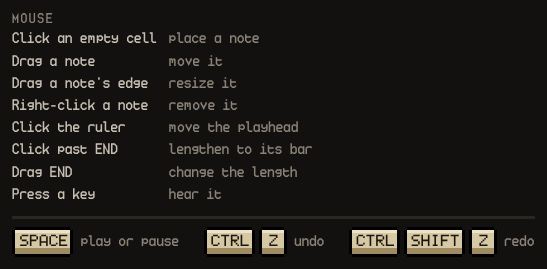 MOUSE
Click an empty cell place a note
Drag a note move it
Drag a note's edge resize it
Right-click a note remove it
Click the ruler move the playhead
Click past END lengthen to its bar
Drag END change the length
Press a key hear it
SPACE play or pause CTRL Z undo CTRL SHIFT Z redo